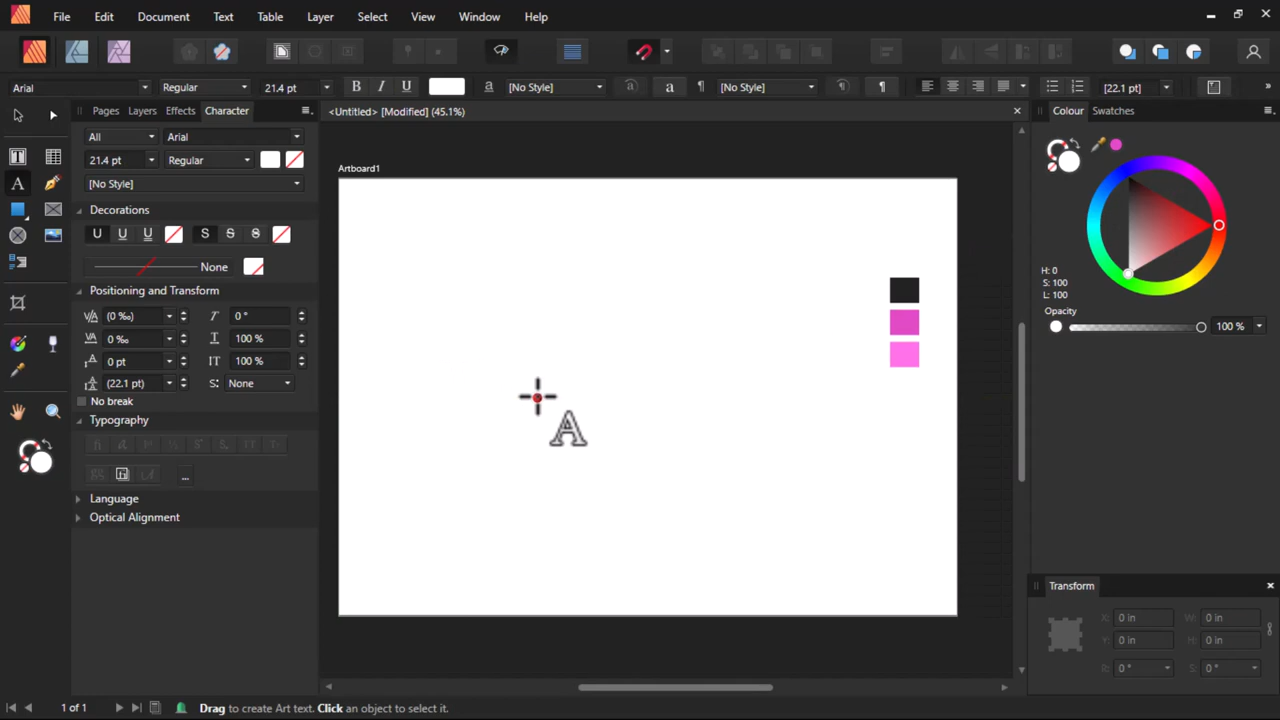 File Edit Document Text Table Layer Select View Window Help
Arial Regular 21.4 pt B I U a [No Style] a a ¶ [No Style] ¶ ¶ [22.1 pt] »
Pages Layers Effects Character
<Untitled> [Modified] (45.1%)
Colour Swatches
All Arial
21.4 pt Regular
[No Style]
Decorations
U U U S S S
None
Positioning and Transform
(0 ‰) 0 °
0 ‰ 100 %
0 pt 100 %
(22.1 pt) S: None
No break
Typography
...
Language
Optical Alignment
Artboard1
A
H: 0
S: 100
L: 100
Opacity
100 %
Transform
X: 0 in W: 0 in
Y: 0 in H: 0 in
R: 0 ° S: 0 °
1 of 1 Drag to create Art text. Click an object to select it.